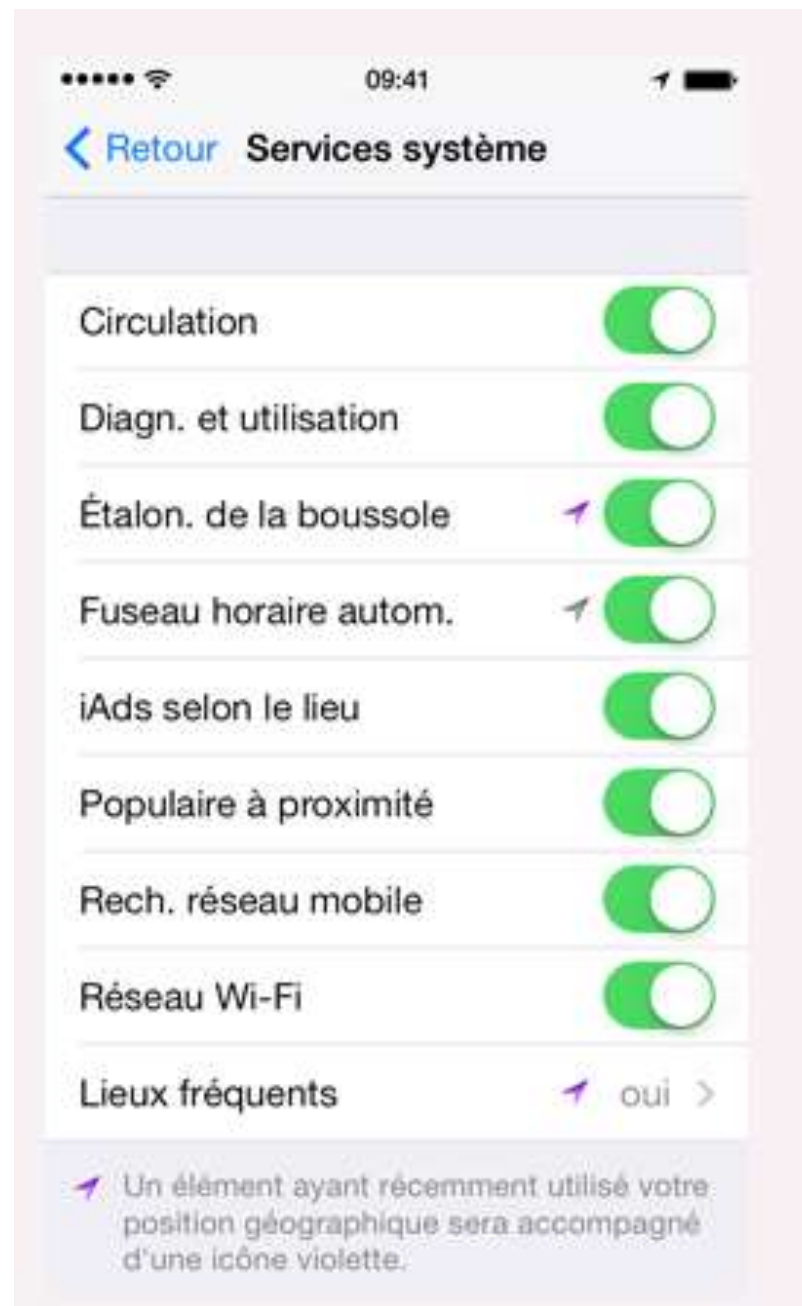 09:41
Retour Services système
Circulation
Diagn. et utilisation
Étalon. de la boussole
Fuseau horaire autom.
iAds selon le lieu
Populaire à proximité
Rech. réseau mobile
Réseau Wi-Fi
Lieux fréquents oui
Un élément ayant récemment utilisé votre
position géographique sera accompagné
d'une icône violette.